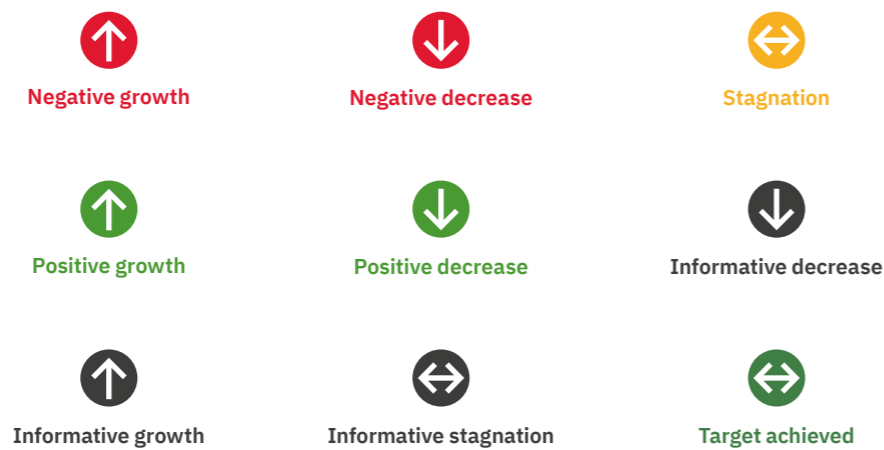 Negative growth
Negative decrease
Stagnation
Positive growth
Positive decrease
Informative decrease
Informative growth
Informative stagnation
Target achieved